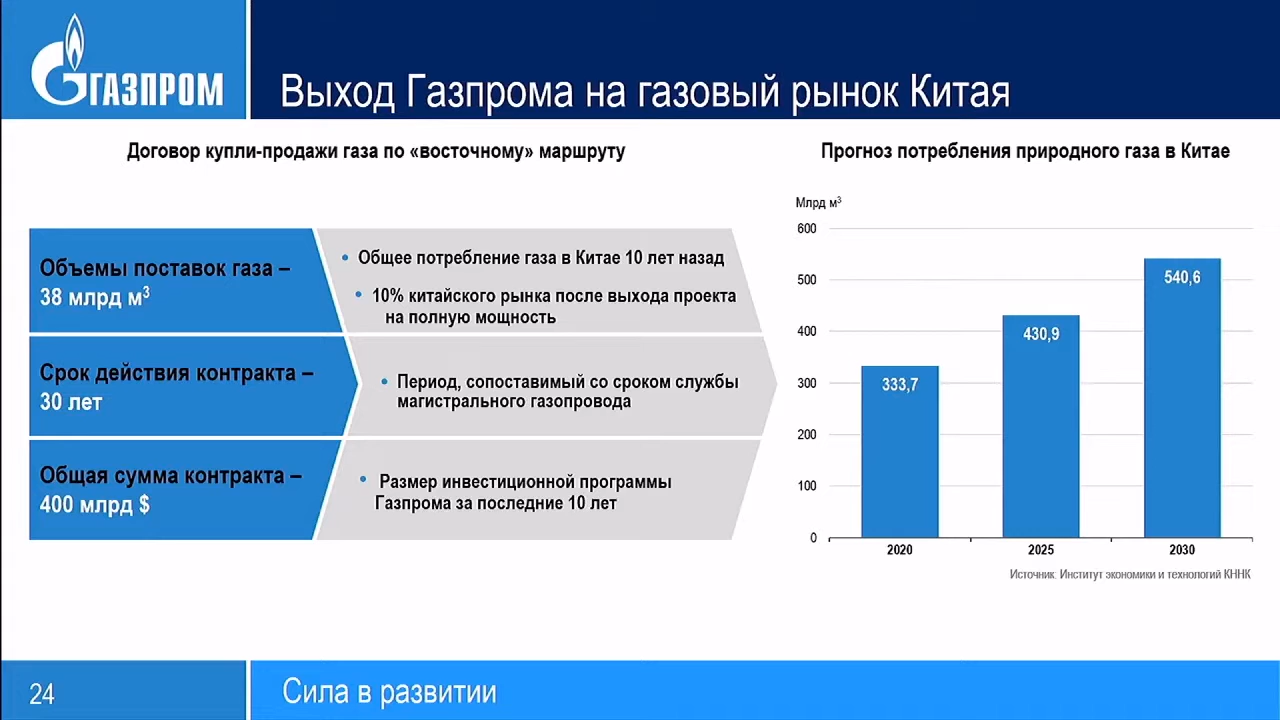 ГАЗПРОМ
Выход Газпрома на газовый рынок Китая
Договор купли-продажи газа по «восточному» маршруту
Объемы поставок газа –
38 млрд м³
• Общее потребление газа в Китае 10 лет назад
• 10% китайского рынка после выхода проекта
на полную мощность
Срок действия контракта –
30 лет
• Период, сопоставимый со сроком службы
магистрального газопровода
Общая сумма контракта –
400 млрд $
• Размер инвестиционной программы
Газпрома за последние 10 лет
Прогноз потребления природного газа в Китае
Млрд м³
600
500
400
300
200
100
0
333,7
430,9
540,6
2020
2025
2030
Источник: Институт экономики и технологий КННК
24
Сила в развитии